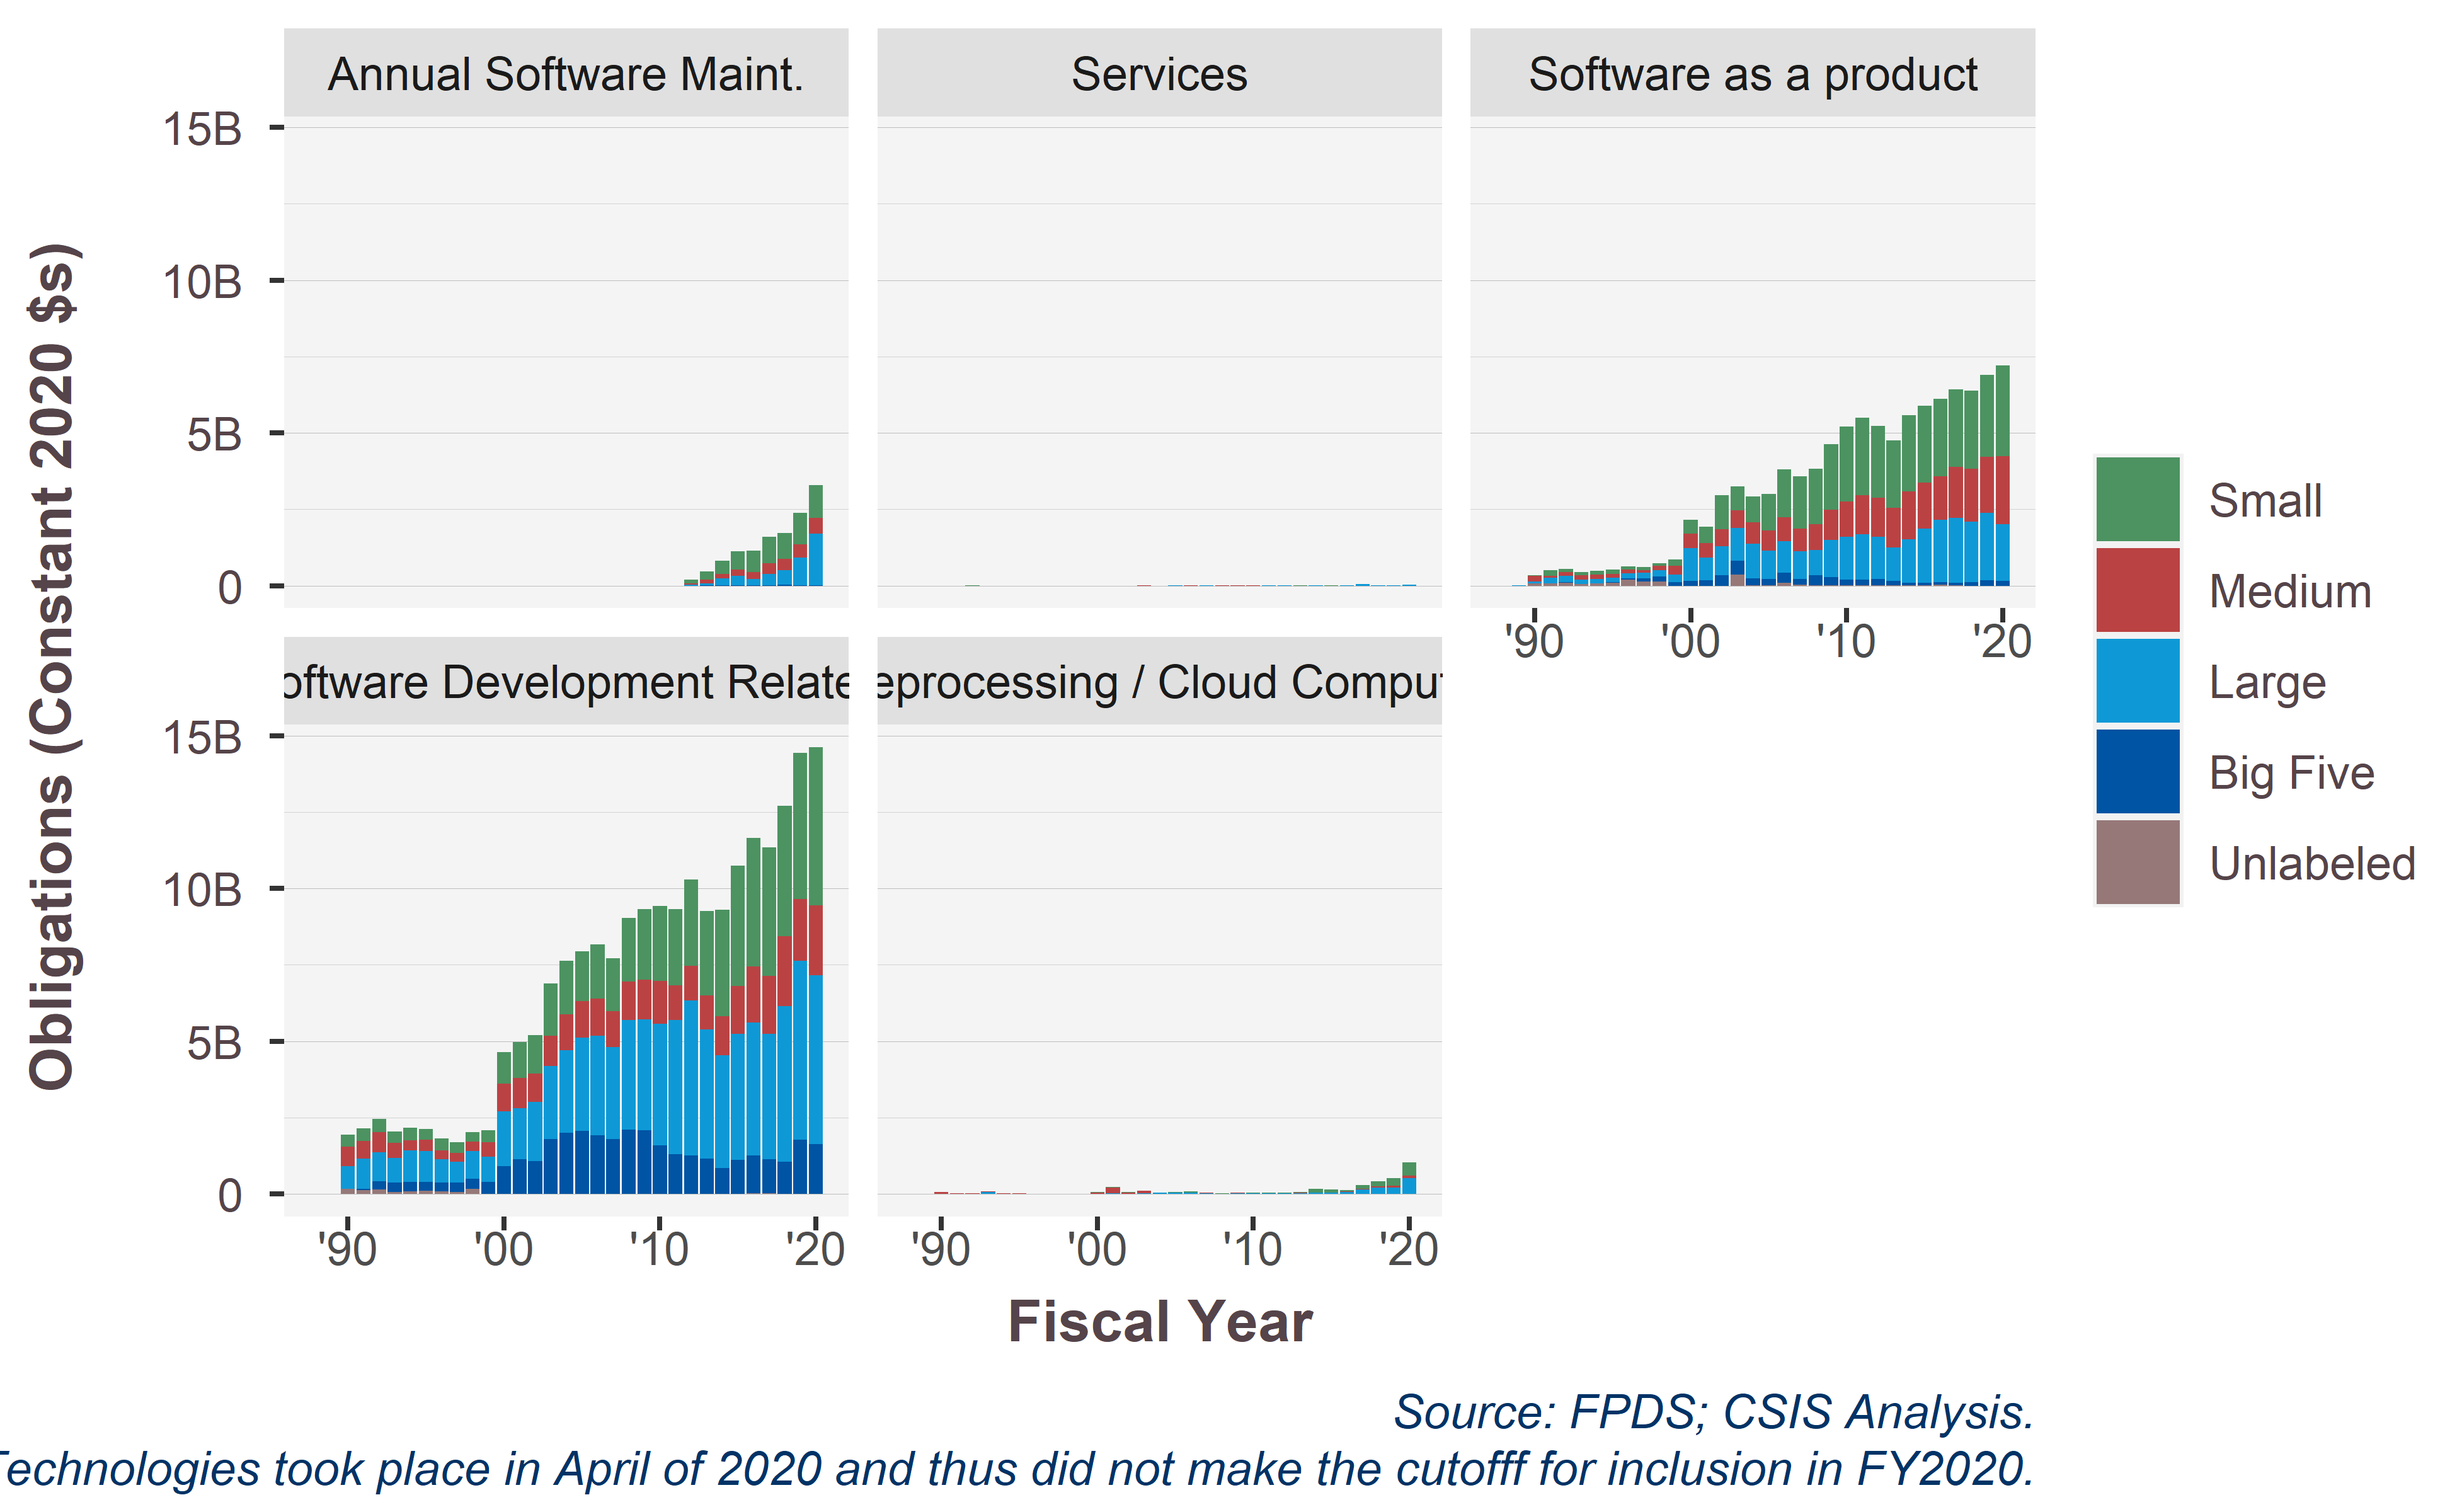 Annual Software Maint.
Services
Software as a product
15B
10B
5B
0
'90
'00
'10
'20
oftware Development Relate
eprocessing / Cloud Comput
15B
10B
5B
0
'90
'00
'10
'20
'90
'00
'10
'20
Obligations (Constant 2020 $s)
Fiscal Year
Small
Medium
Large
Big Five
Unlabeled
Source: FPDS; CSIS Analysis.
Technologies took place in April of 2020 and thus did not make the cutofff for inclusion in FY2020.